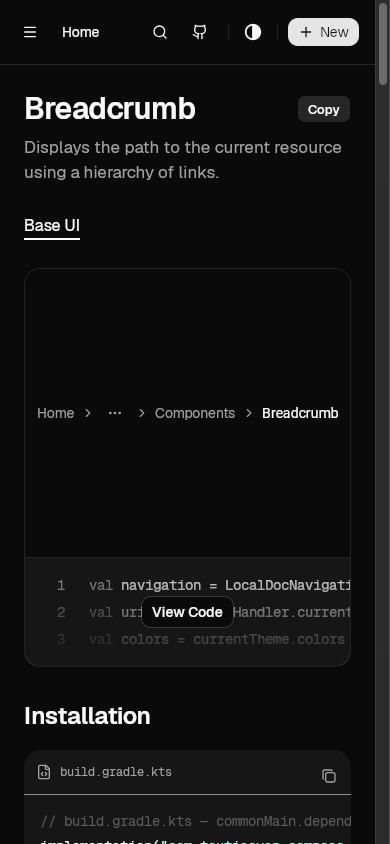 Home
New
Breadcrumb
Copy
Displays the path to the current resource
using a hierarchy of links.
Base UI
Home ··· Components Breadcrumb
1 val navigation = LocalDocNavigati
2 val uri Handler.current
View Code
3 val colors = currentTheme.colors
Installation
build.gradle.kts
// build.gradle.kts — commonMain.depend